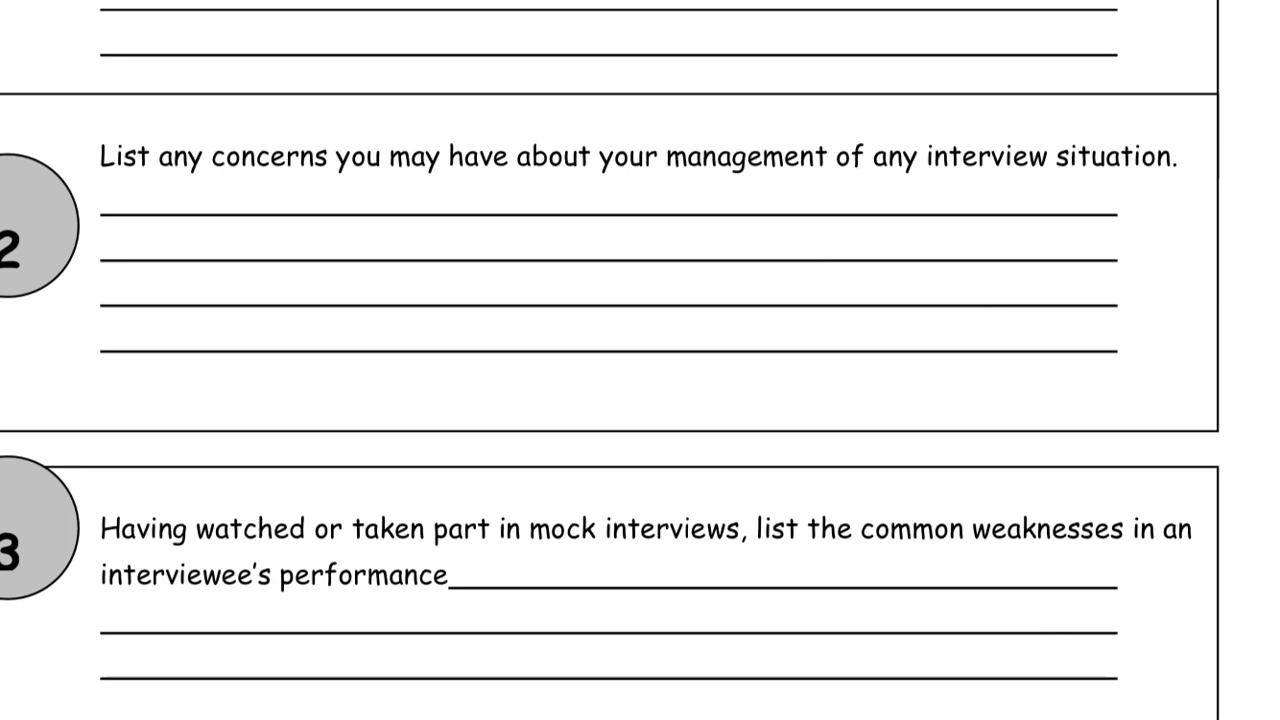 List any concerns you may have about your management of any interview situation.
2
Having watched or taken part in mock interviews, list the common weaknesses in an
3
interviewee's performance